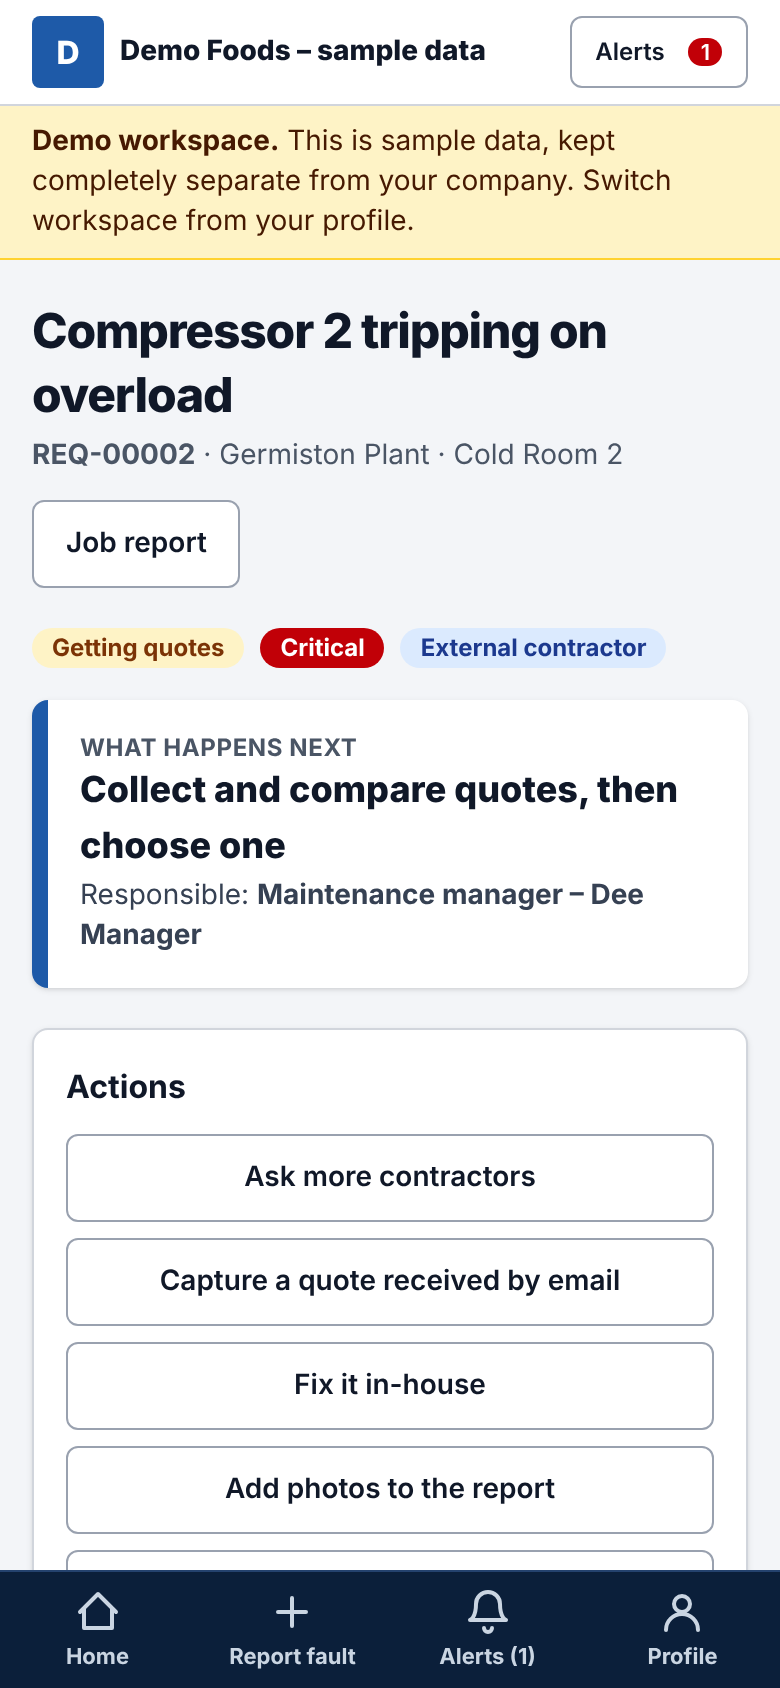 D
Demo Foods – sample data
Alerts 1
Demo workspace. This is sample data, kept
completely separate from your company. Switch
workspace from your profile.
Compressor 2 tripping on
overload
REQ-00002 · Germiston Plant · Cold Room 2
Job report
Getting quotes
Critical
External contractor
WHAT HAPPENS NEXT
Collect and compare quotes, then
choose one
Responsible: Maintenance manager – Dee
Manager
Actions
Ask more contractors
Capture a quote received by email
Fix it in-house
Add photos to the report
Home
Report fault
Alerts (1)
Profile